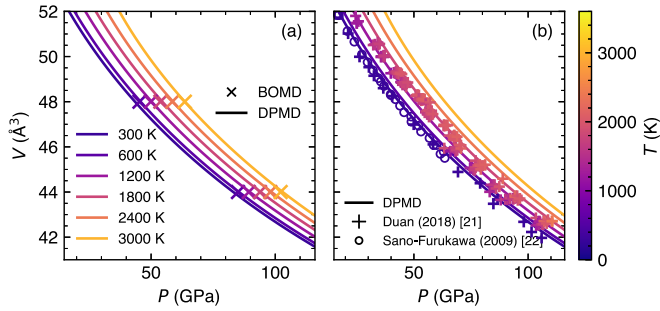 52
50
48
46
44
42
V (Å³)
(a)
× BOMD
DPMD
300 K
600 K
1200 K
1800 K
2400 K
3000 K
50
100
P (GPa)
(b)
DPMD
+ Duan (2018) [21]
Sano-Furukawa (2009) [22]
50
100
P (GPa)
3000
2000
1000
0
T (K)